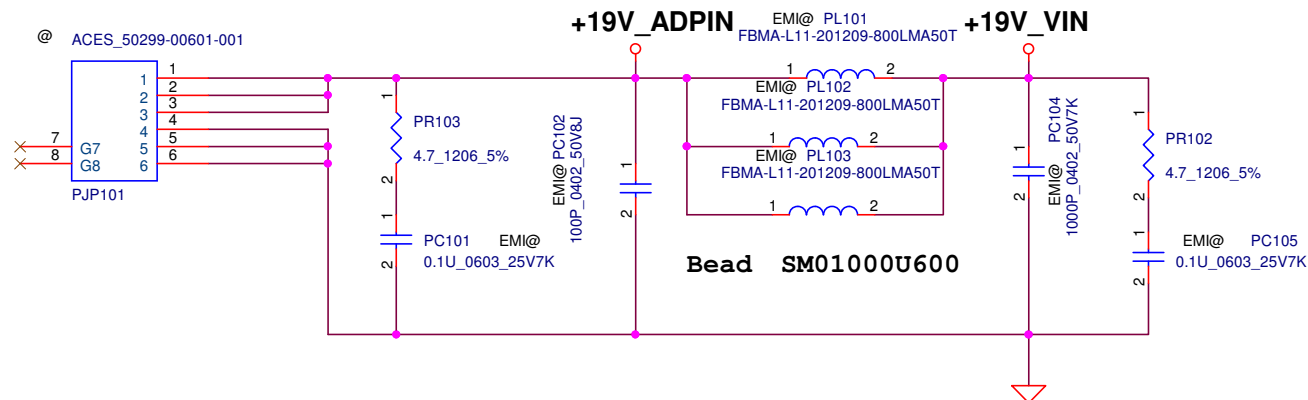 @ ACES_50299-00601-001
1
2
3
4
5
6
1
2
3
4
5
6
7
8
G7
G8
PJP101
1
PR103
4.7_1206_5%
2
1
PC101 EMI@
0.1U_0603_25V7K
2
+19V_ADPIN
EMI@ PC102
100P_0402_50V8J
1
2
EMI@ PL101
FBMA-L11-201209-800LMA50T
1 2
EMI@ PL102
FBMA-L11-201209-800LMA50T
1 2
EMI@ PL103
FBMA-L11-201209-800LMA50T
1 2
Bead SM01000U600
+19V_VIN
1
2
EMI@ PC104
1000P_0402_50V7K
1
PR102
4.7_1206_5%
2
1
EMI@ PC105
0.1U_0603_25V7K
2